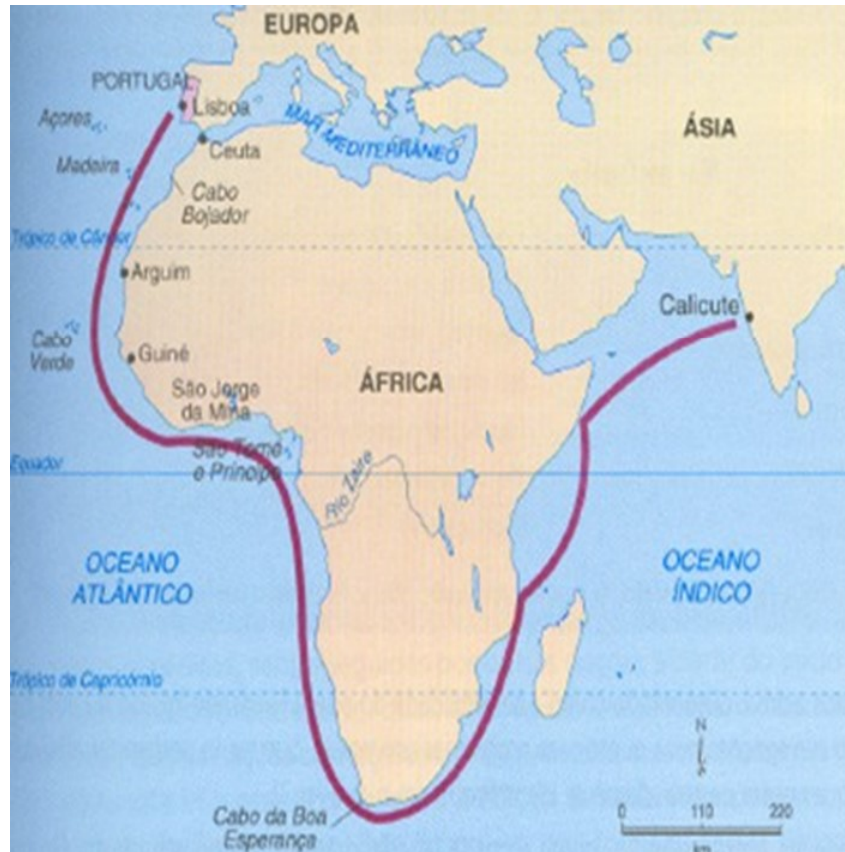 EUROPA
PORTUGAL
Lisboa
Açores
ÁSIA
MAR MEDITERRÂNEO
Ceuta
Madeira
Cabo
Bojador
Trópico de Câncer
Arguim
Calicute
Cabo
Verde
Guiné
São Jorge
da Mina
ÁFRICA
São Tomé
e Príncipe
Equador
Rio Zaire
OCEANO
ATLÂNTICO
OCEANO
ÍNDICO
Trópico de Capricórnio
N
Cabo da Boa
Esperança
0 110 220
km